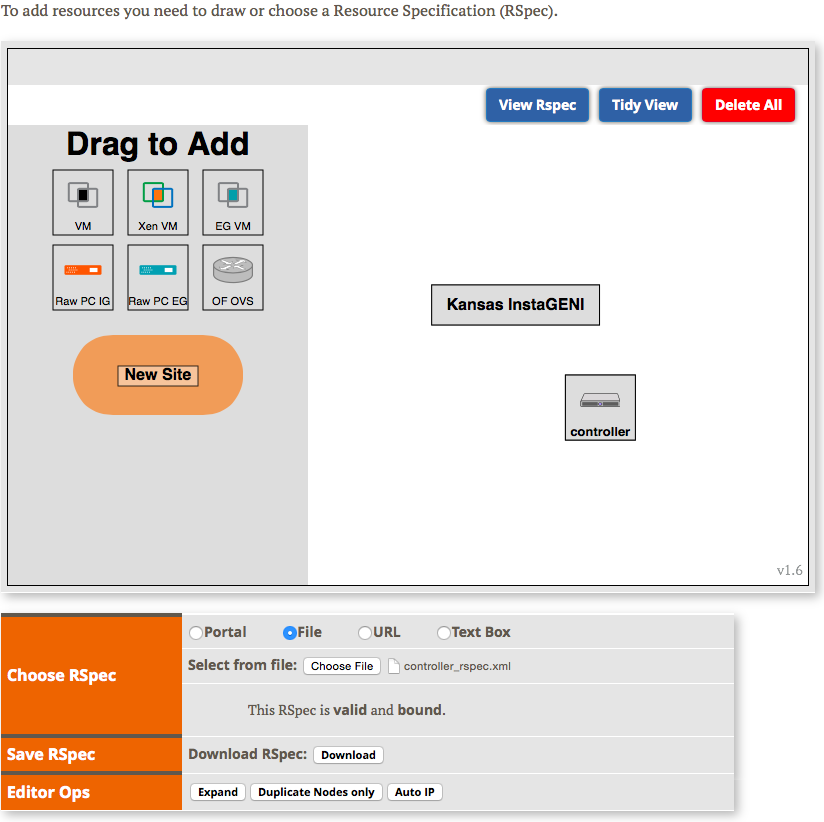 To add resources you need to draw or choose a Resource Specification (RSpec).
View Rspec Tidy View Delete All
Drag to Add
VM Xen VM EG VM
Raw PC IG Raw PC EG OF OVS
New Site
Kansas InstaGENI
controller
v1.6
Choose RSpec
Portal File URL Text Box
Select from file: Choose File controller_rspec.xml
This RSpec is valid and bound.
Save RSpec Download RSpec: Download
Editor Ops Expand Duplicate Nodes only Auto IP